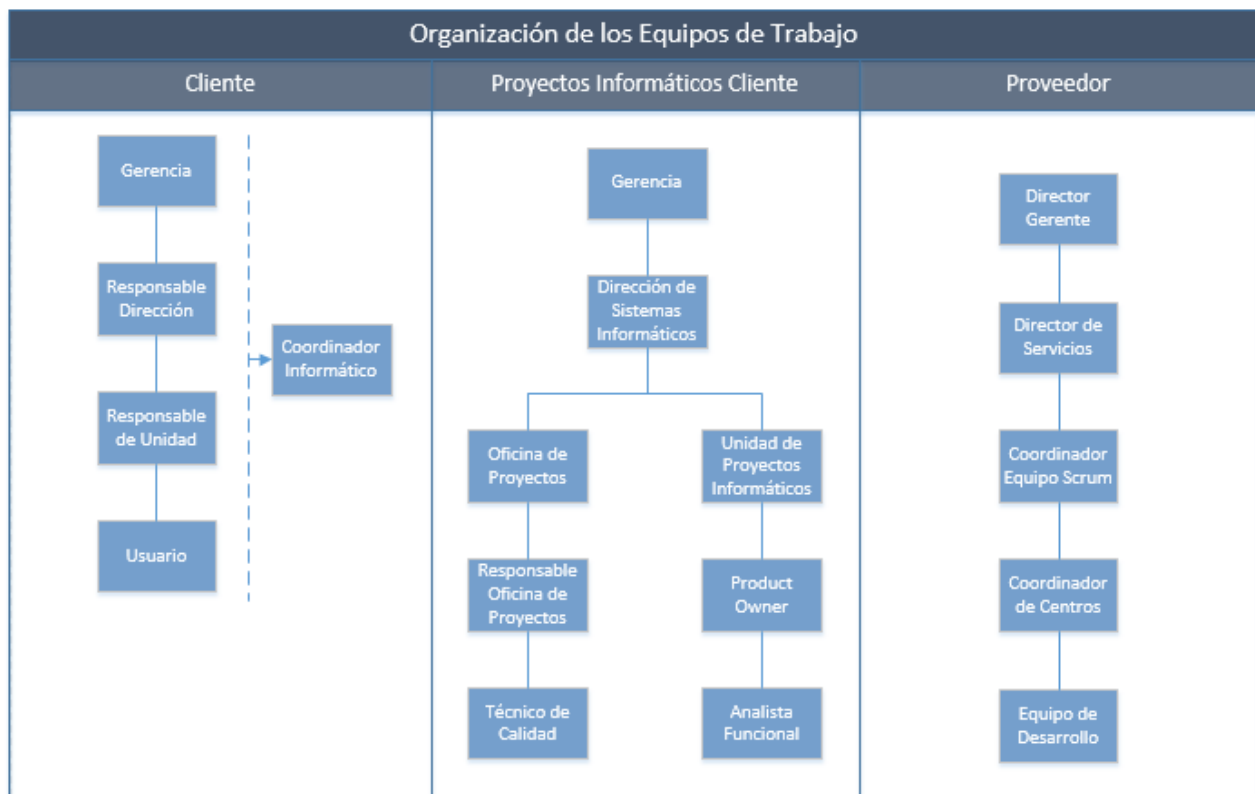 Organización de los Equipos de Trabajo
Cliente
Proyectos Informáticos Cliente
Proveedor
Gerencia
Responsable
Dirección
Responsable
de Unidad
Usuario
Coordinador
Informático
Gerencia
Dirección de
Sistemas
Informáticos
Oficina de
Proyectos
Responsable
Oficina de
Proyectos
Técnico de
Calidad
Unidad de
Proyectos
Informáticos
Product
Owner
Analista
Funcional
Director
Gerente
Director de
Servicios
Coordinador
Equipo Scrum
Coordinador
de Centros
Equipo de
Desarrollo